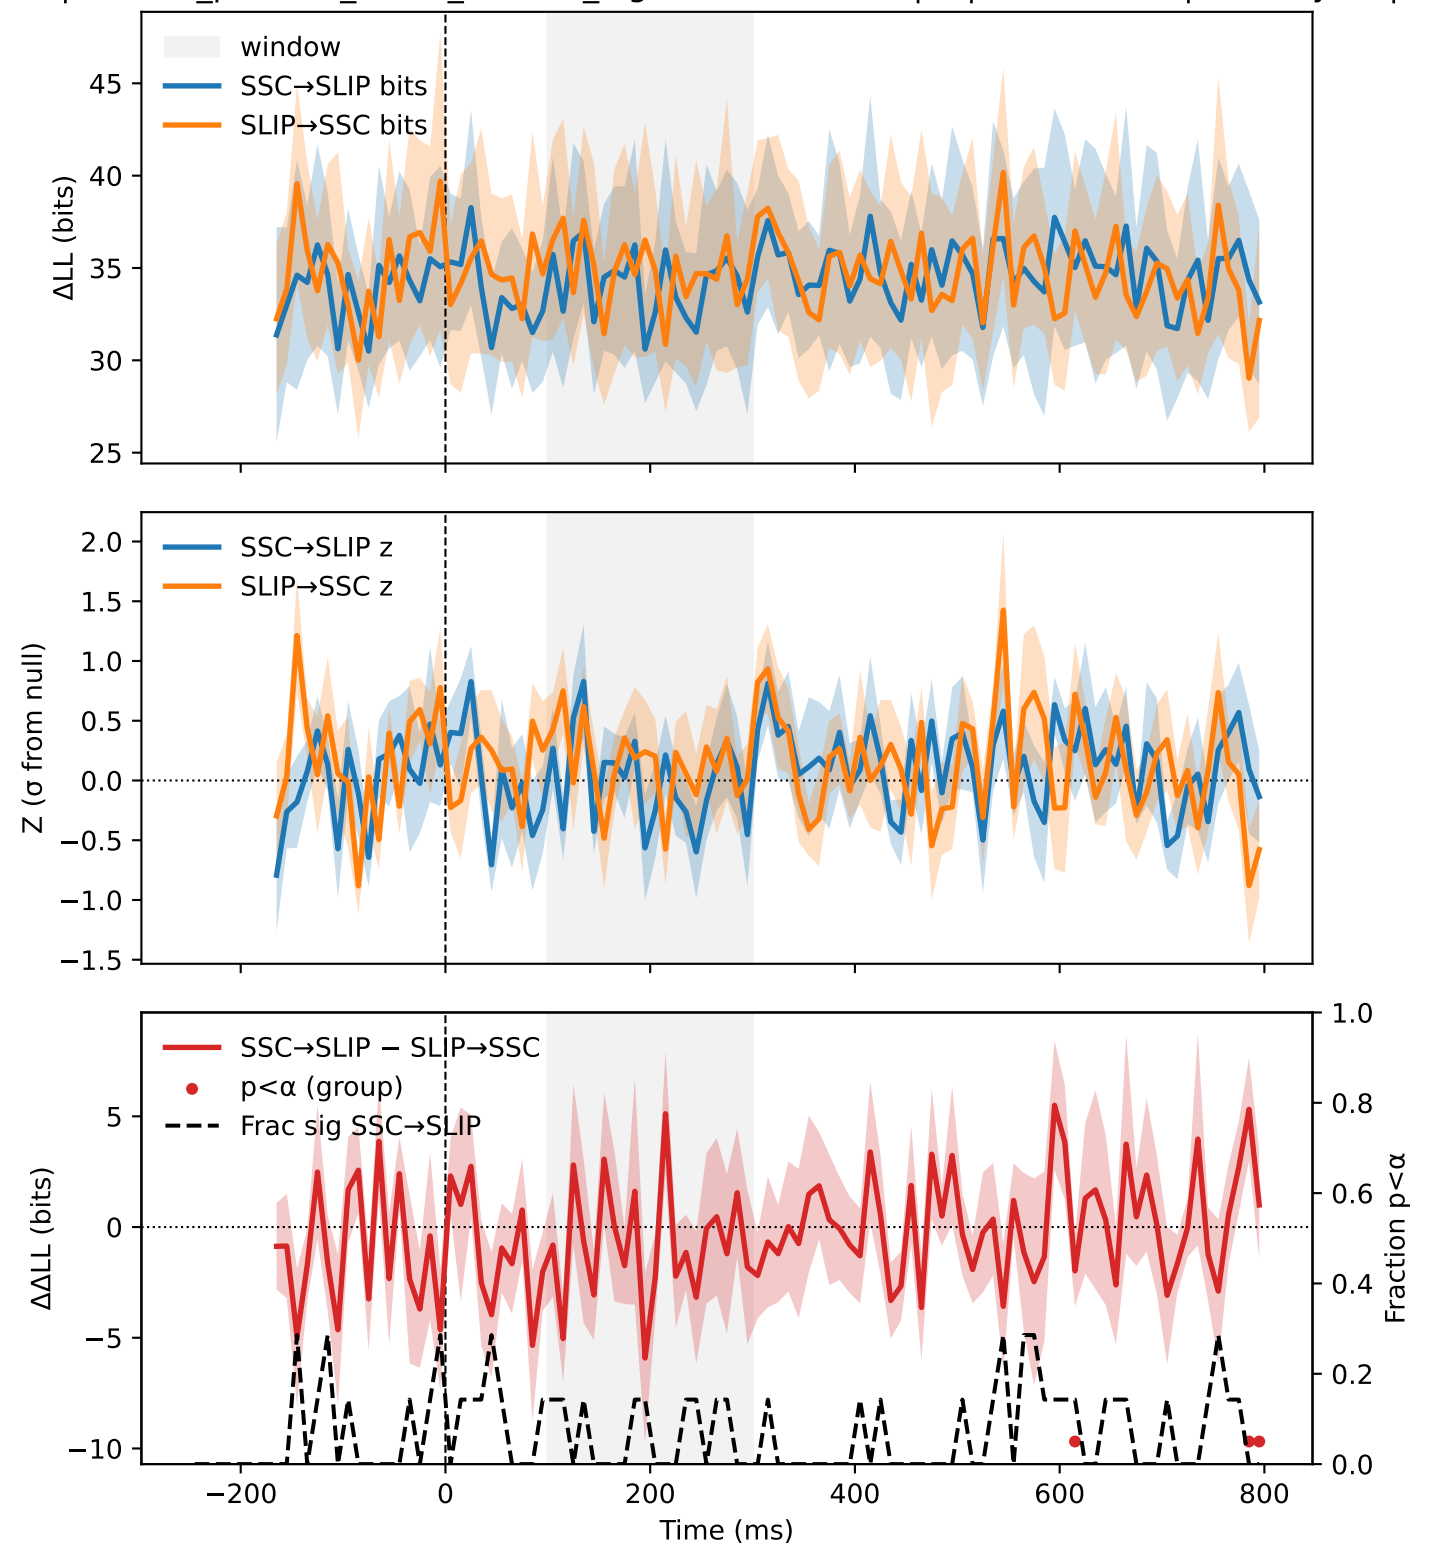 window
SSC→SLIP bits
SLIP→SSC bits
45
40
35
30
25
ΔLL (bits)
SSC→SLIP z
SLIP→SSC z
2.0
1.5
1.0
0.5
0.0
−0.5
−1.0
−1.5
Z (σ from null)
SSC→SLIP − SLIP→SSC
p<α (group)
Frac sig SSC→SLIP
5
0
−5
−10
ΔΔLL (bits)
1.0
0.8
0.6
0.4
0.2
0.0
Fraction p<α
−200
0
200
400
600
800
Time (ms)